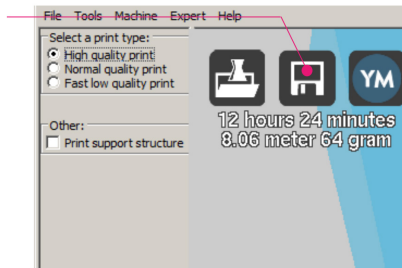 File Tools Machine Expert Help
Select a print type:
High quality print
Normal quality print
Fast low quality print
Other:
Print support structure
YM
12 hours 24 minutes
8.06 meter 64 gram